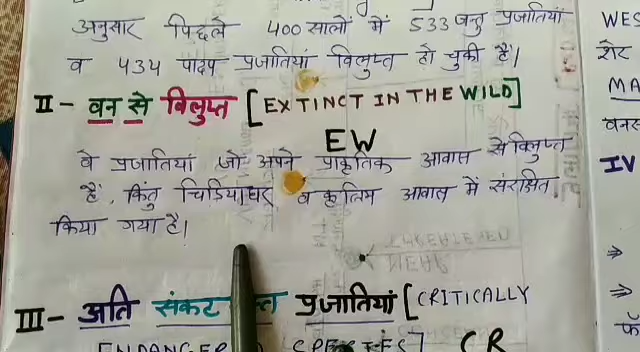 अनुसार पिछले 400 सालों में 533 जन्तु प्रजातियां
व 434 पादप प्रजातियां विलुप्त हो चुकी हैं।
II - वन से विलुप्त [EXTINCT IN THE WILD]
EW
वे प्रजातियां जो अपने प्राकृतिक आवास से विलुप्त
हैं, किंतु चिड़ियाघर व कृत्रिम आवास में संरक्षित
किया गया है।
III - अति संकट प्रजातियां [CRITICALLY
CR
WES
शेर
MA
वनस्
IV